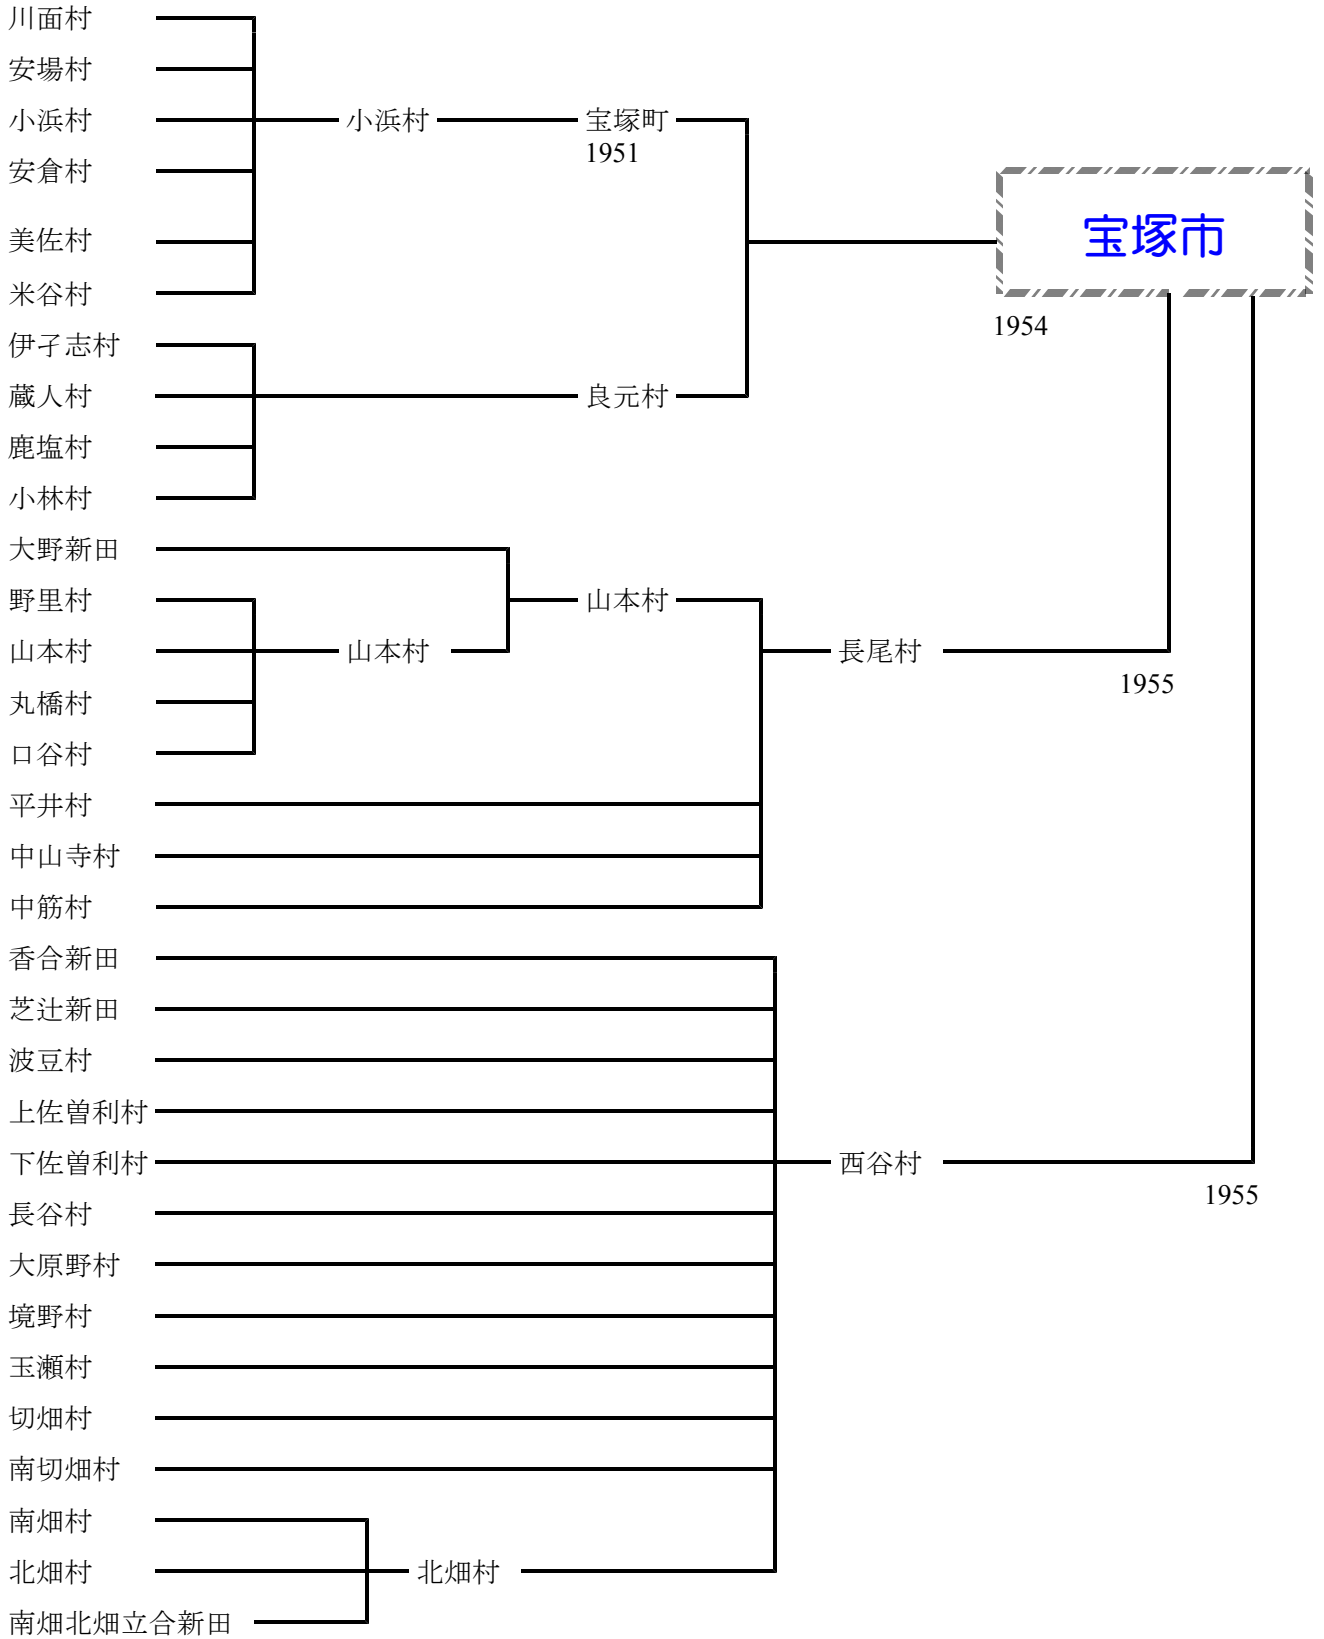 川面村
安場村
小浜村
小浜村
宝塚町
1951
安倉村
美佐村
宝塚市
米谷村
1954
伊孑志村
蔵人村
良元村
鹿塩村
小林村
大野新田
野里村
山本村
山本村
山本村
長尾村
1955
丸橋村
口谷村
平井村
中山寺村
中筋村
香合新田
芝辻新田
波豆村
上佐曽利村
下佐曽利村
西谷村
1955
長谷村
大原野村
境野村
玉瀬村
切畑村
南切畑村
南畑村
北畑村
北畑村
南畑北畑立合新田